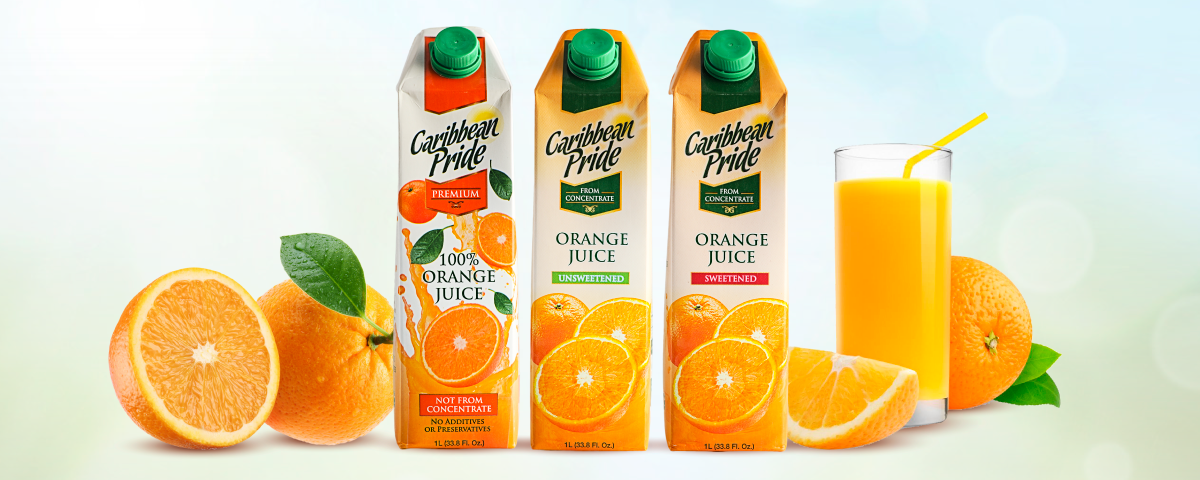 Caribbean
Pride
PREMIUM
100%
ORANGE
JUICE
NOT FROM
CONCENTRATE
NO ADDITIVES
OR PRESERVATIVES
1L (33.8 Fl. Oz.)
Caribbean
Pride
FROM
CONCENTRATE
ORANGE
JUICE
UNSWEETENED
1L (33.8 Fl. Oz.)
Caribbean
Pride
FROM
CONCENTRATE
ORANGE
JUICE
SWEETENED
1L (33.8 Fl. Oz.)